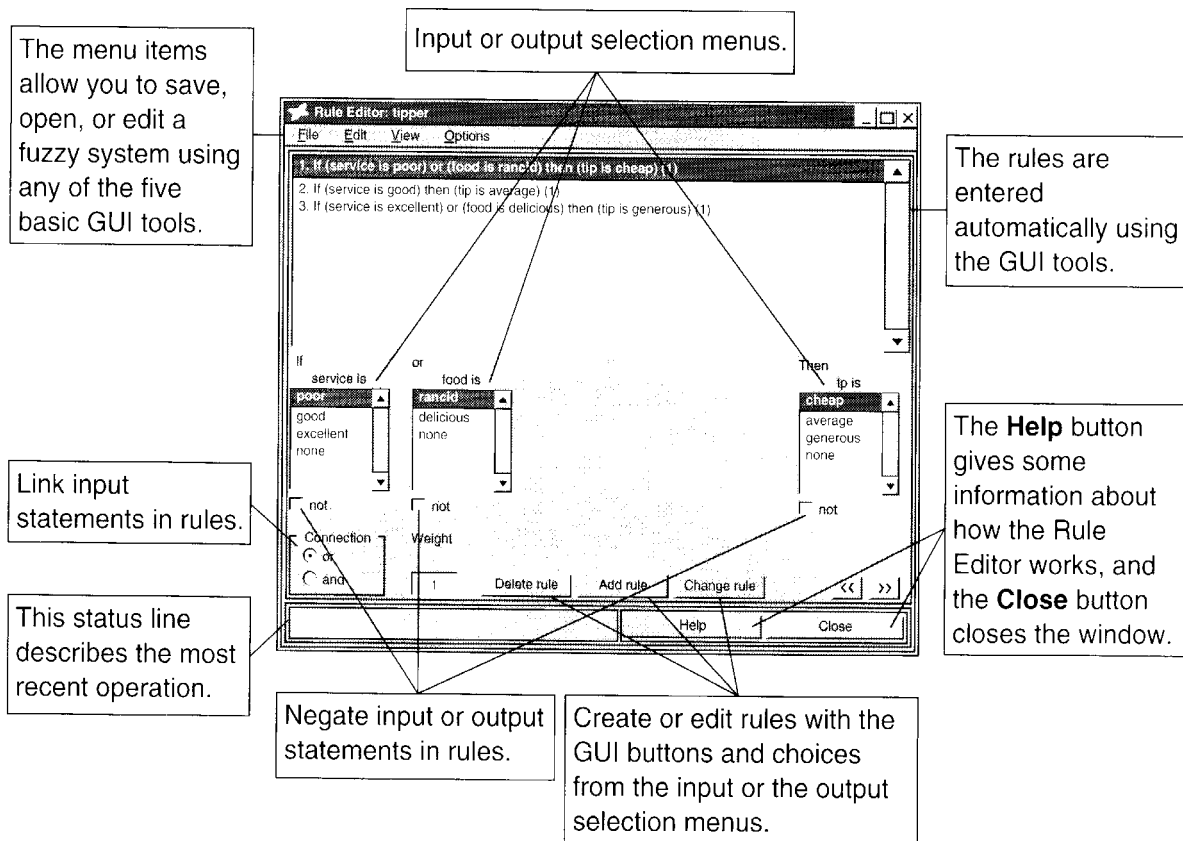 Input or output selection menus.
The menu items
allow you to save,
open, or edit a
fuzzy system using
any of the five
basic GUI tools.
Rule Editor: tipper
File Edit View Options
1. If (service is poor) or (food is rancid) then (tip is cheap) (1)
2. If (service is good) then (tip is average) (1)
3. If (service is excellent) or (food is delicious) then (tip is generous) (1)
The rules are
entered
automatically using
the GUI tools.
If
service is
poor
good
excellent
none
not
or
food is
rancid
delicious
none
not
Then
tip is
cheap
average
generous
none
not
Link input
statements in rules.
Connection
or
and
Weight
1
Delete rule Add rule Change rule << >>
Help Close
The Help button
gives some
information about
how the Rule
Editor works, and
the Close button
closes the window.
This status line
describes the most
recent operation.
Negate input or output
statements in rules.
Create or edit rules with the
GUI buttons and choices
from the input or the output
selection menus.